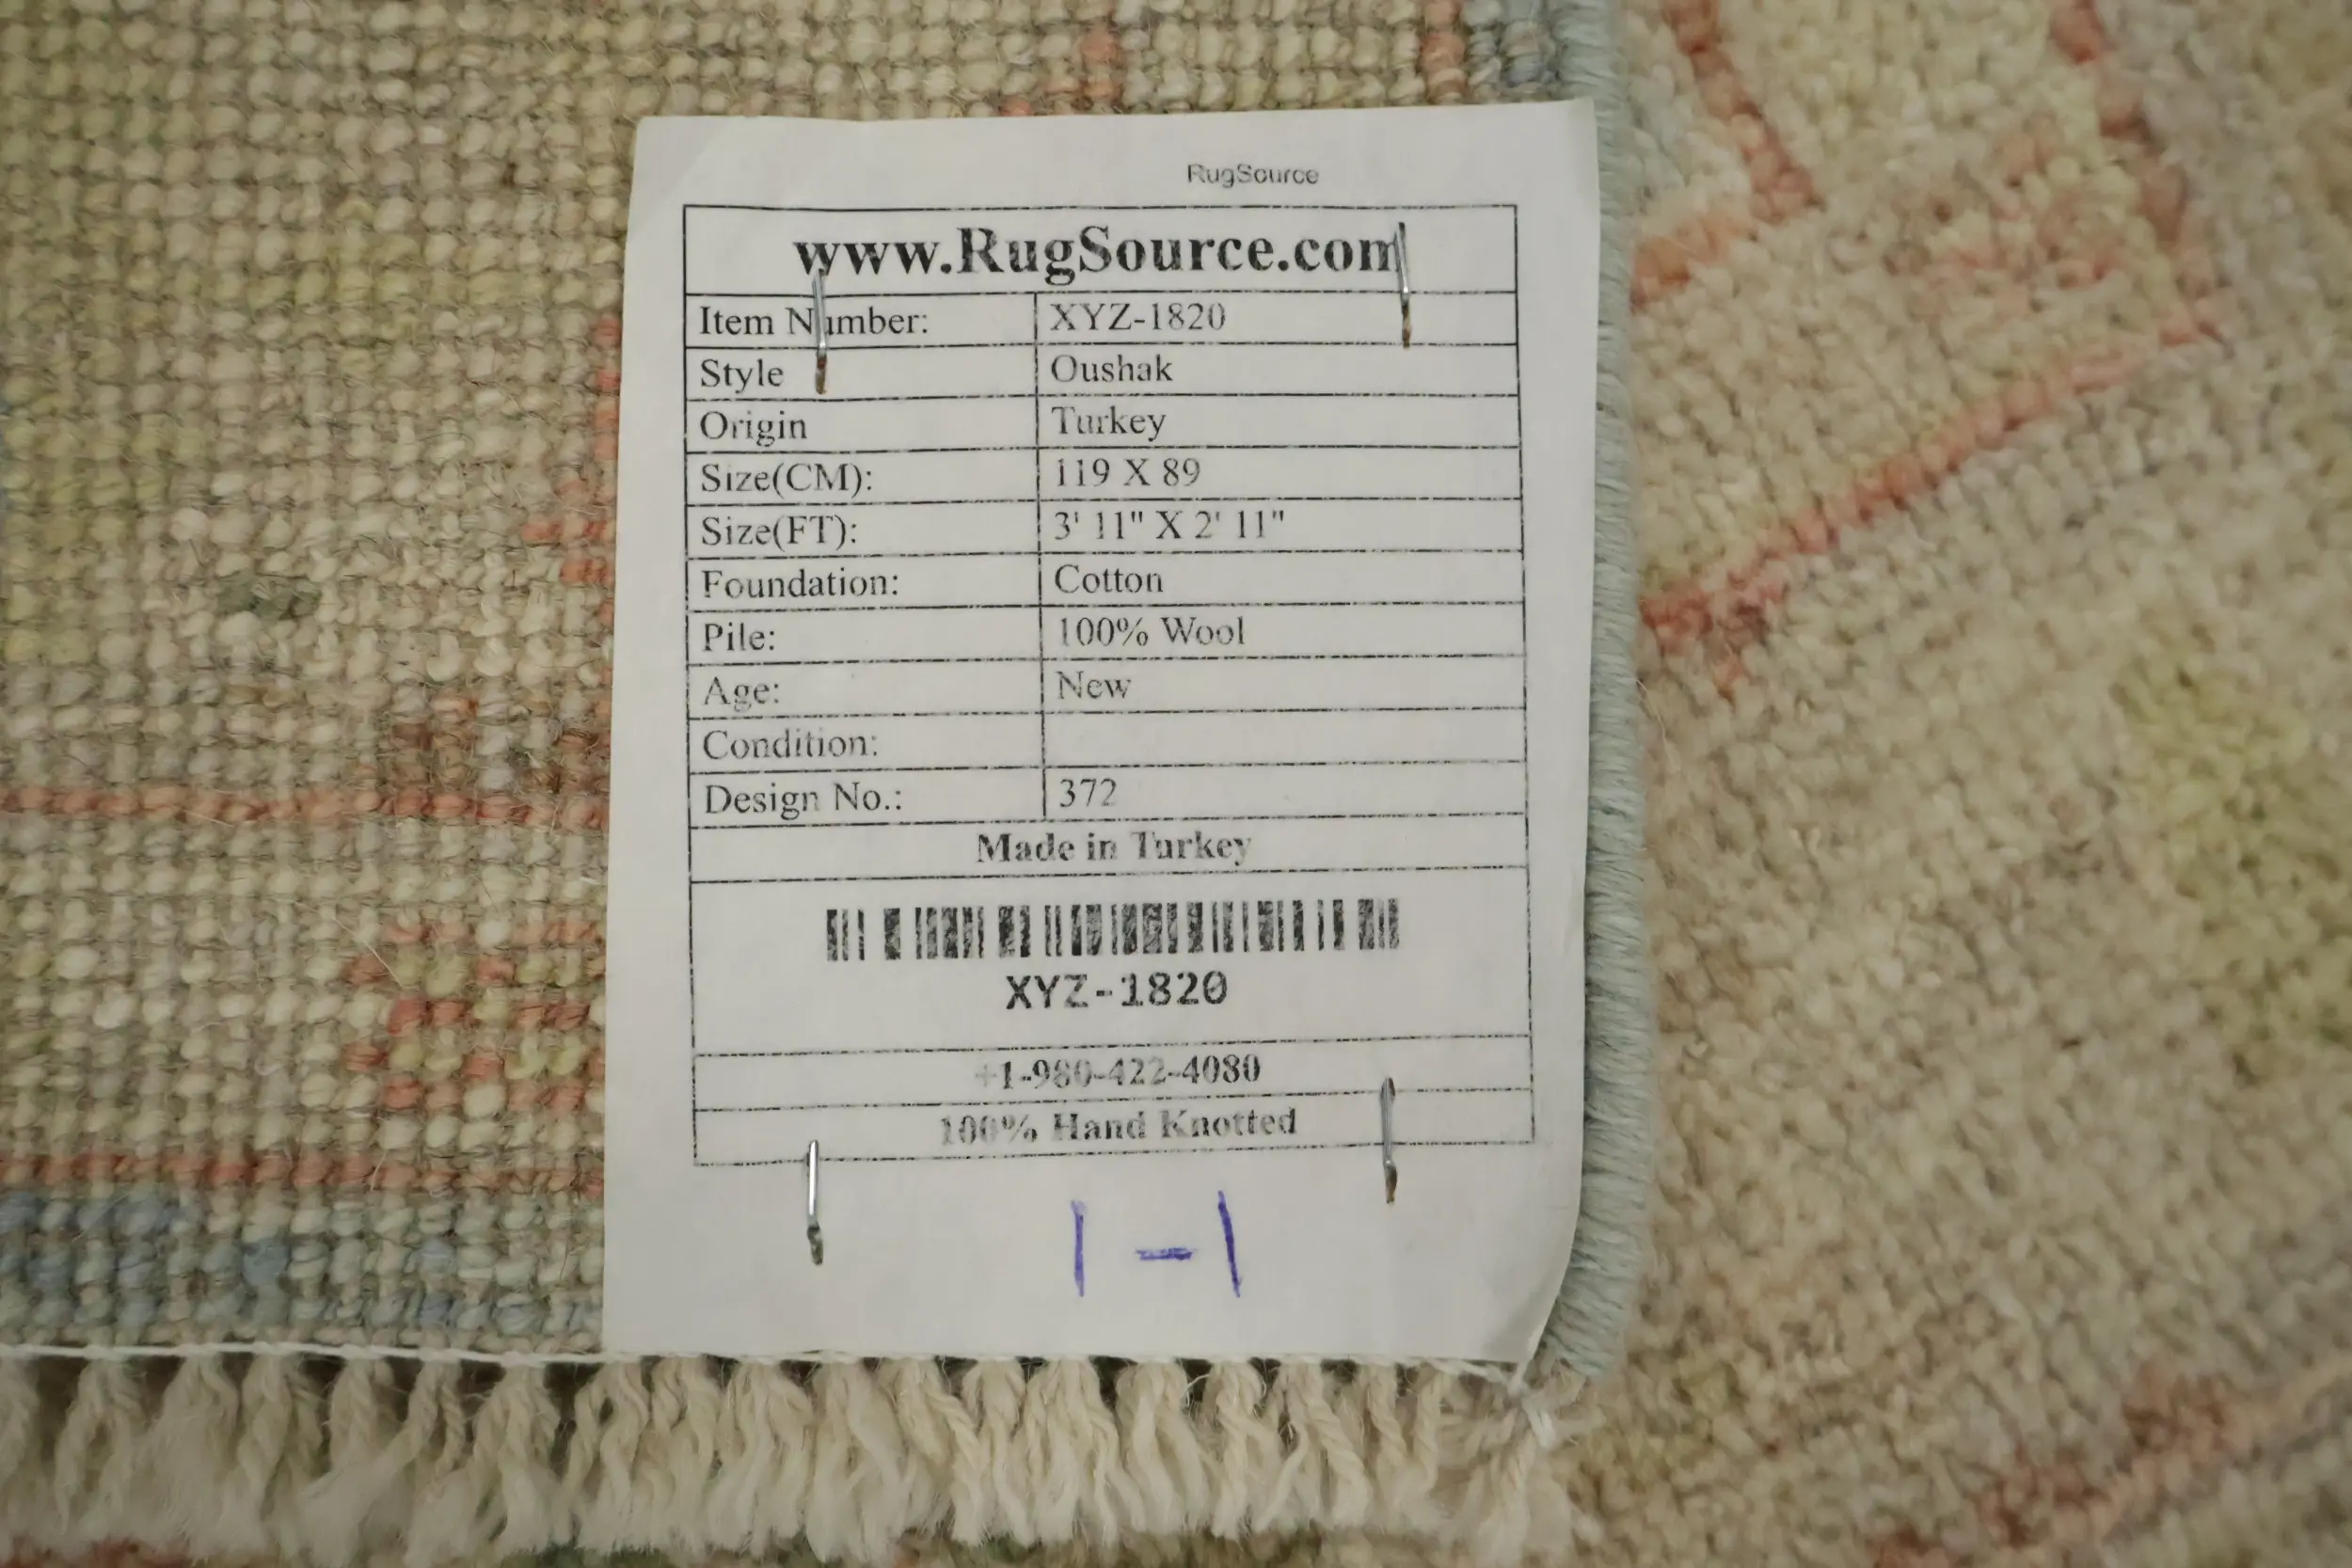 RugSource
www.RugSource.com
Item Number: XYZ-1820
Style Oushak
Origin Turkey
Size(CM): 119 X 89
Size(FT): 3' 11" X 2' 11"
Foundation: Cotton
Pile: 100% Wool
Age: New
Condition:
Design No.: 372
Made in Turkey
XYZ-1820
+1-980-422-4080
100% Hand Knotted
1-1